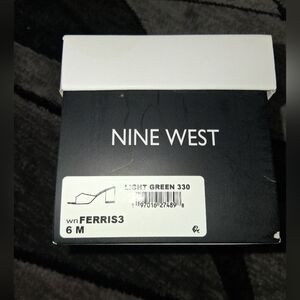 NINE WEST
LIGHT GREEN 330
wn FERRIS3
6 M